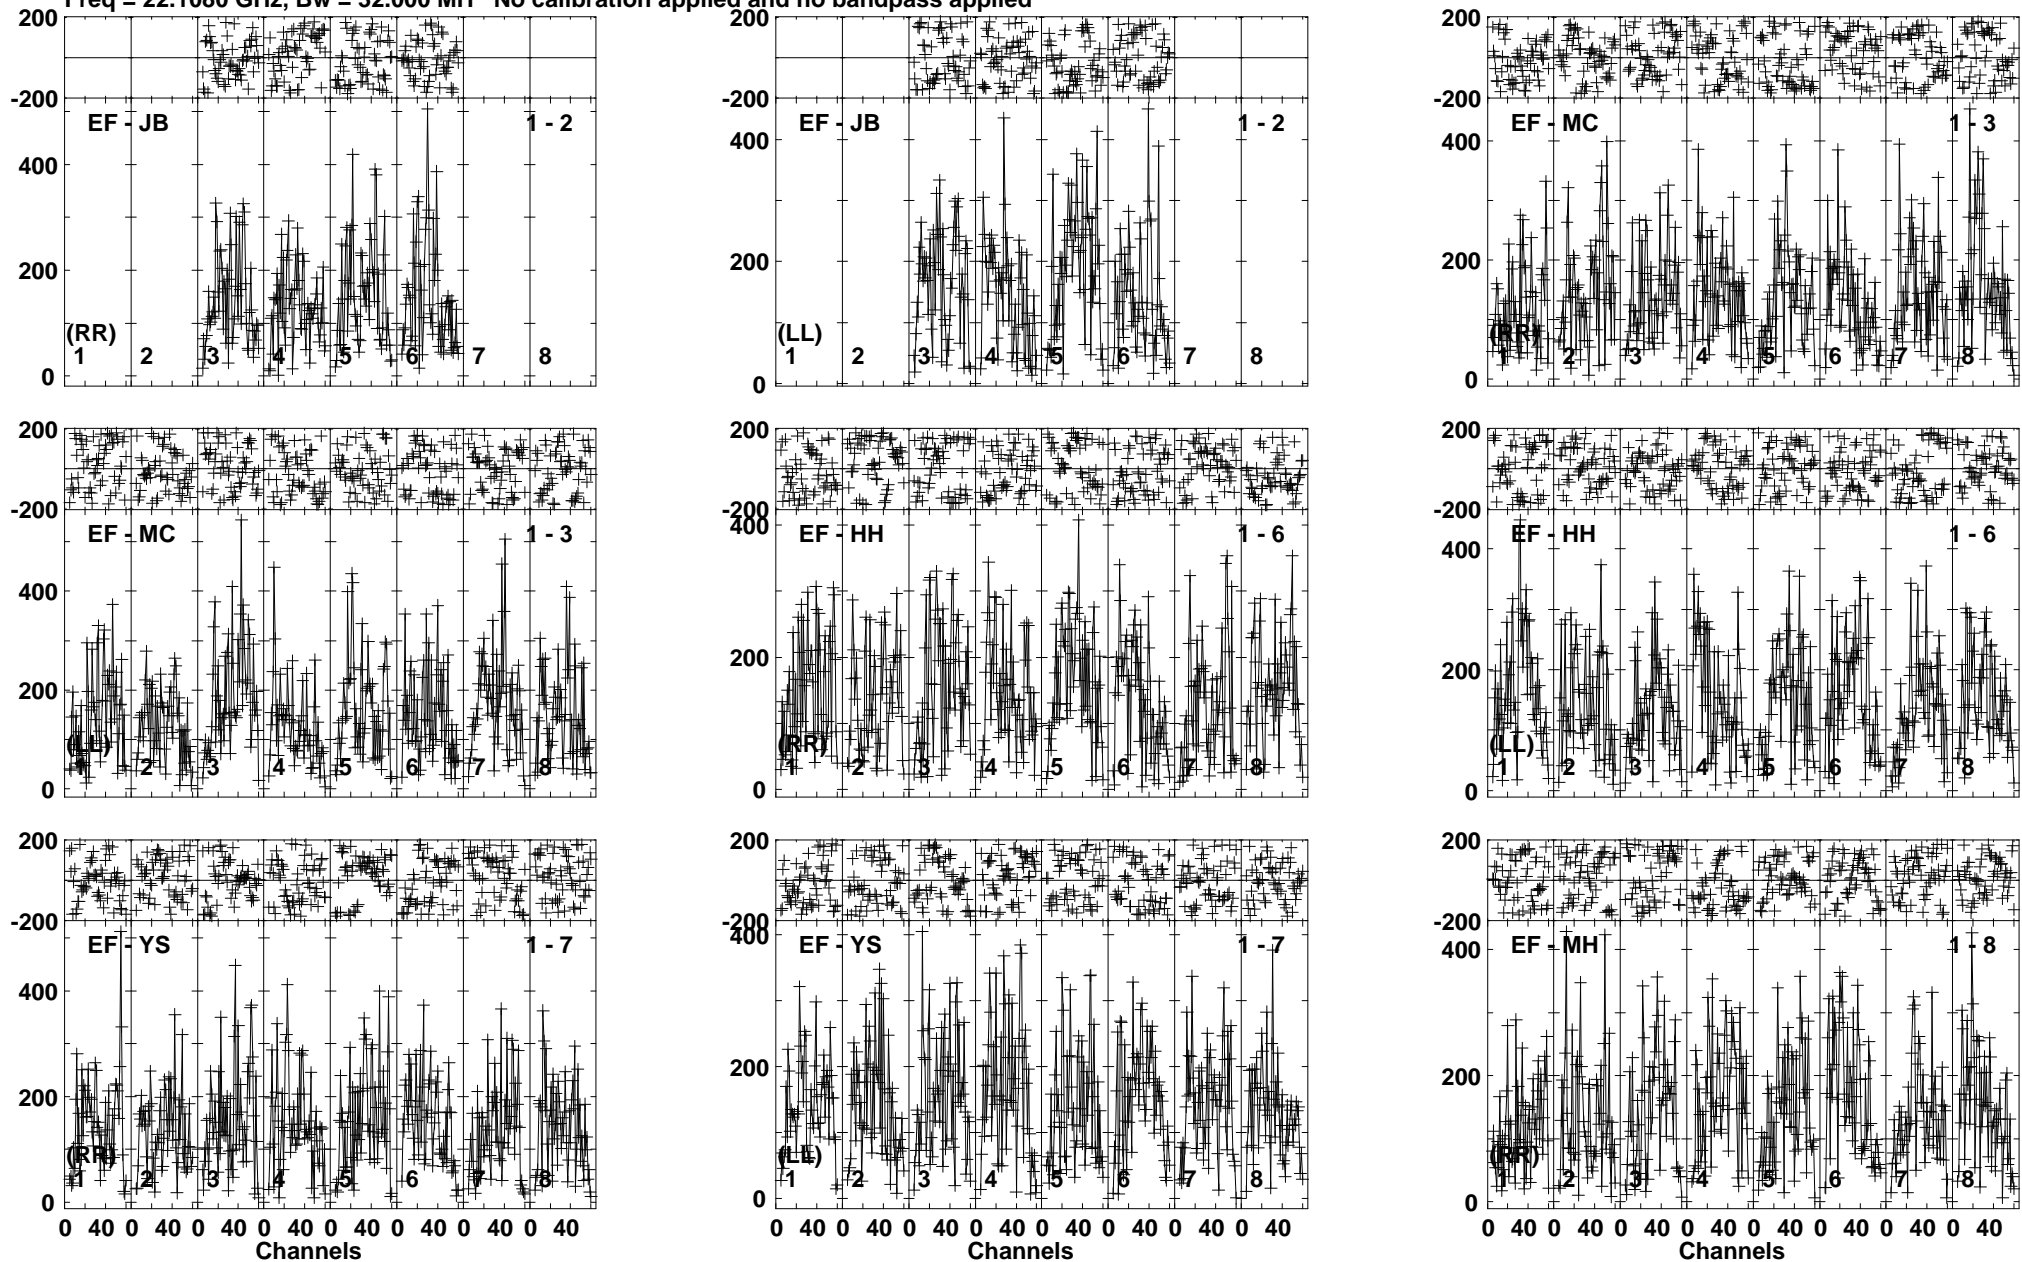 Freq = 22.1680 GHz, Bw = 32.000 MH No calibration applied and no bandpass applied
200 200 200
-200 -200 -200
EF - JB 1 - 2 EF - JB 1 - 2 EF - MC 1 - 3
400 400 400
200 200 200
(RR) (LL) (RR)
1 2 3 4 5 6 7 8 1 2 3 4 5 6 7 8 1 2 3 4 5 6 7 8
0 0 0
200 200 200
-200 -200 -200
EF - MC 1 - 3 EF - HH 1 - 6 EF - HH 1 - 6
400 400 400
200 200 200
(LL) (RR) (LL)
1 2 3 4 5 6 7 8 1 2 3 4 5 6 7 8 1 2 3 4 5 6 7 8
0 0 0
200 200 200
-200 -200 -200
EF - YS 1 - 7 EF - YS 1 - 7 EF - MH 1 - 8
400 400 400
200 200 200
(RR) (LL) (RR)
1 2 3 4 5 6 7 8 1 2 3 4 5 6 7 8 1 2 3 4 5 6 7 8
0 0 0
0 40 0 40 0 40 0 40 0 40 0 40 0 40 0 40 0 40 0 40 0 40 0 40 0 40 0 40 0 40 0 40 0 40 0 40 0 40 0 40 0 40 0 40 0 40 0 40
Channels Channels Channels